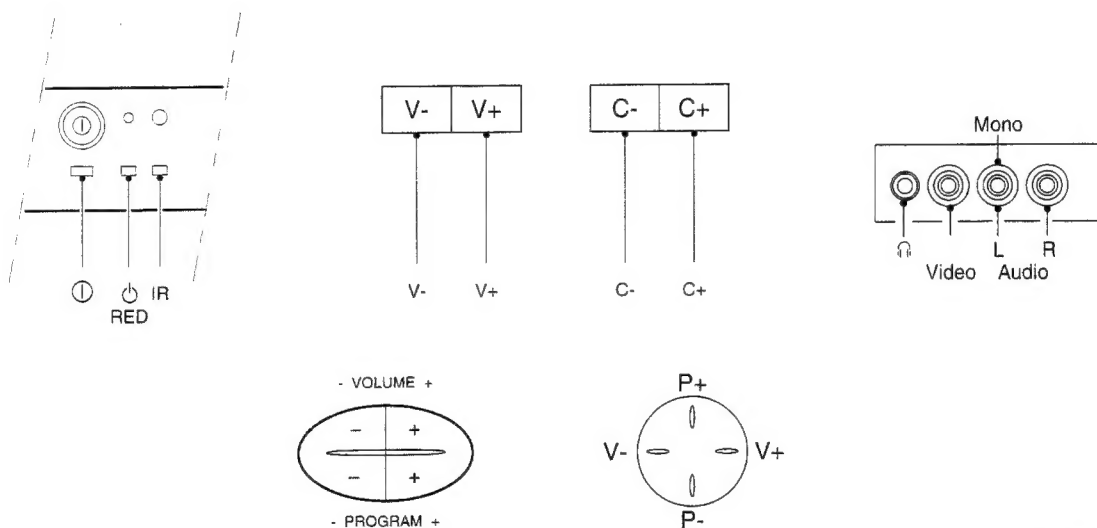 V- V+ C- C+
Mono
V- V+ C- C+
IR
RED
L R
Video Audio
- VOLUME +
- +
- +
- PROGRAM +
P+
V- V+
P-